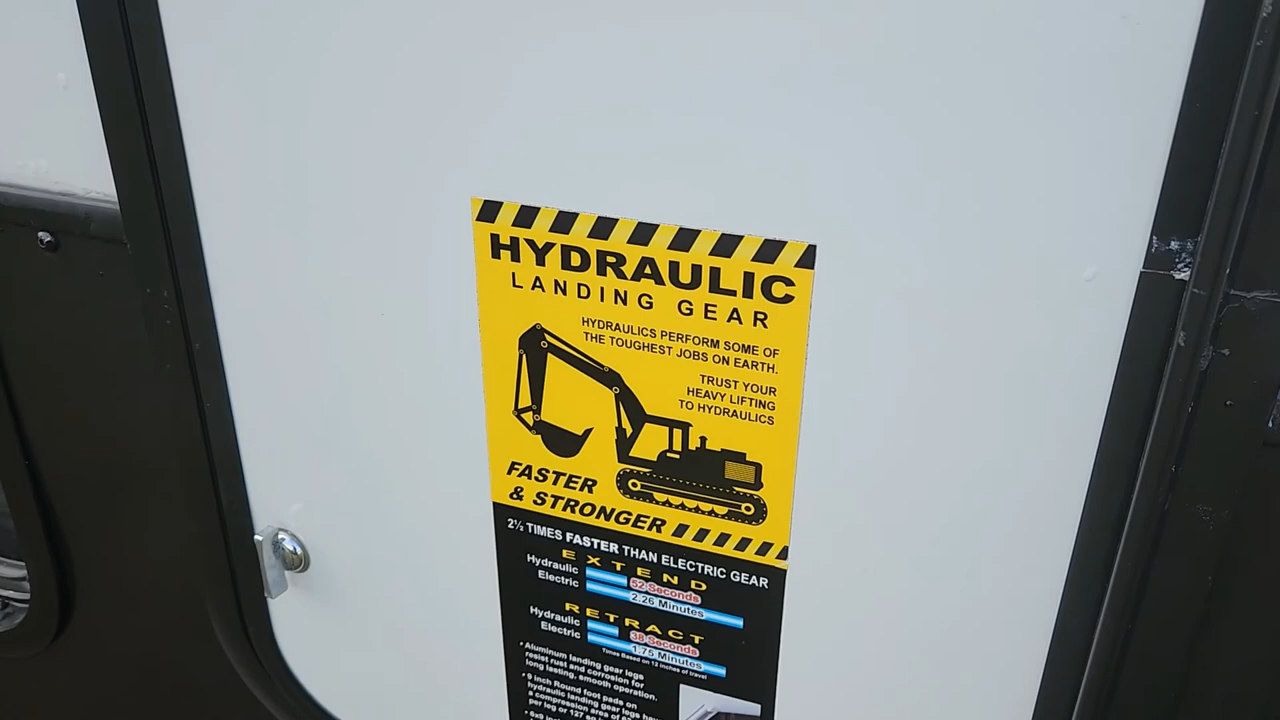 HYDRAULIC
LANDING GEAR
HYDRAULICS PERFORM SOME OF
THE TOUGHEST JOBS ON EARTH.
TRUST YOUR
HEAVY LIFTING
TO HYDRAULICS
FASTER
& STRONGER
2½ TIMES FASTER THAN ELECTRIC GEAR
EXTEND
Hydraulic 52 Seconds
Electric 2.26 Minutes
RETRACT
Hydraulic 38 Seconds
Electric 1.75 Minutes
Times Based on 12 inches of travel
• Aluminum landing gear legs
resist rust and corrosion for
long lasting, smooth operation.
• 9 inch Round foot pads on
hydraulic landing gear legs
a compression area of
per leg or 127